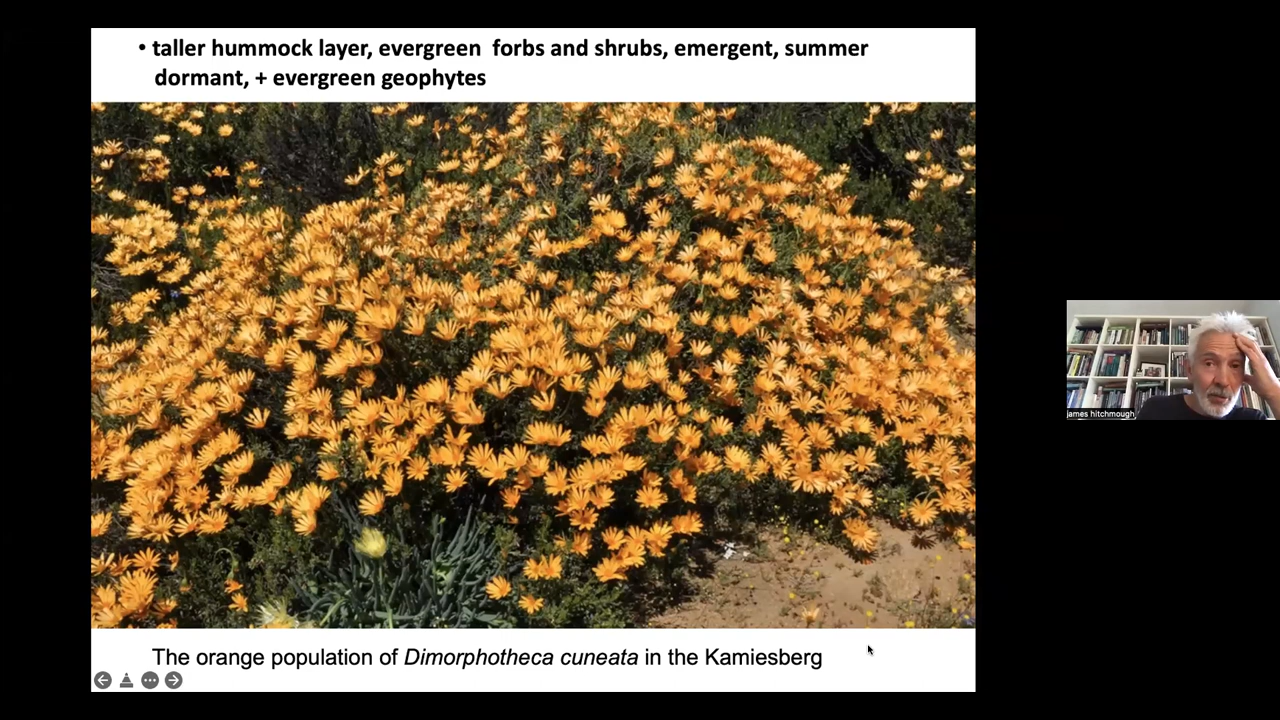 • taller hummock layer, evergreen forbs and shrubs, emergent, summer
dormant, + evergreen geophytes
james hitchmough
The orange population of Dimorphotheca cuneata in the Kamiesberg